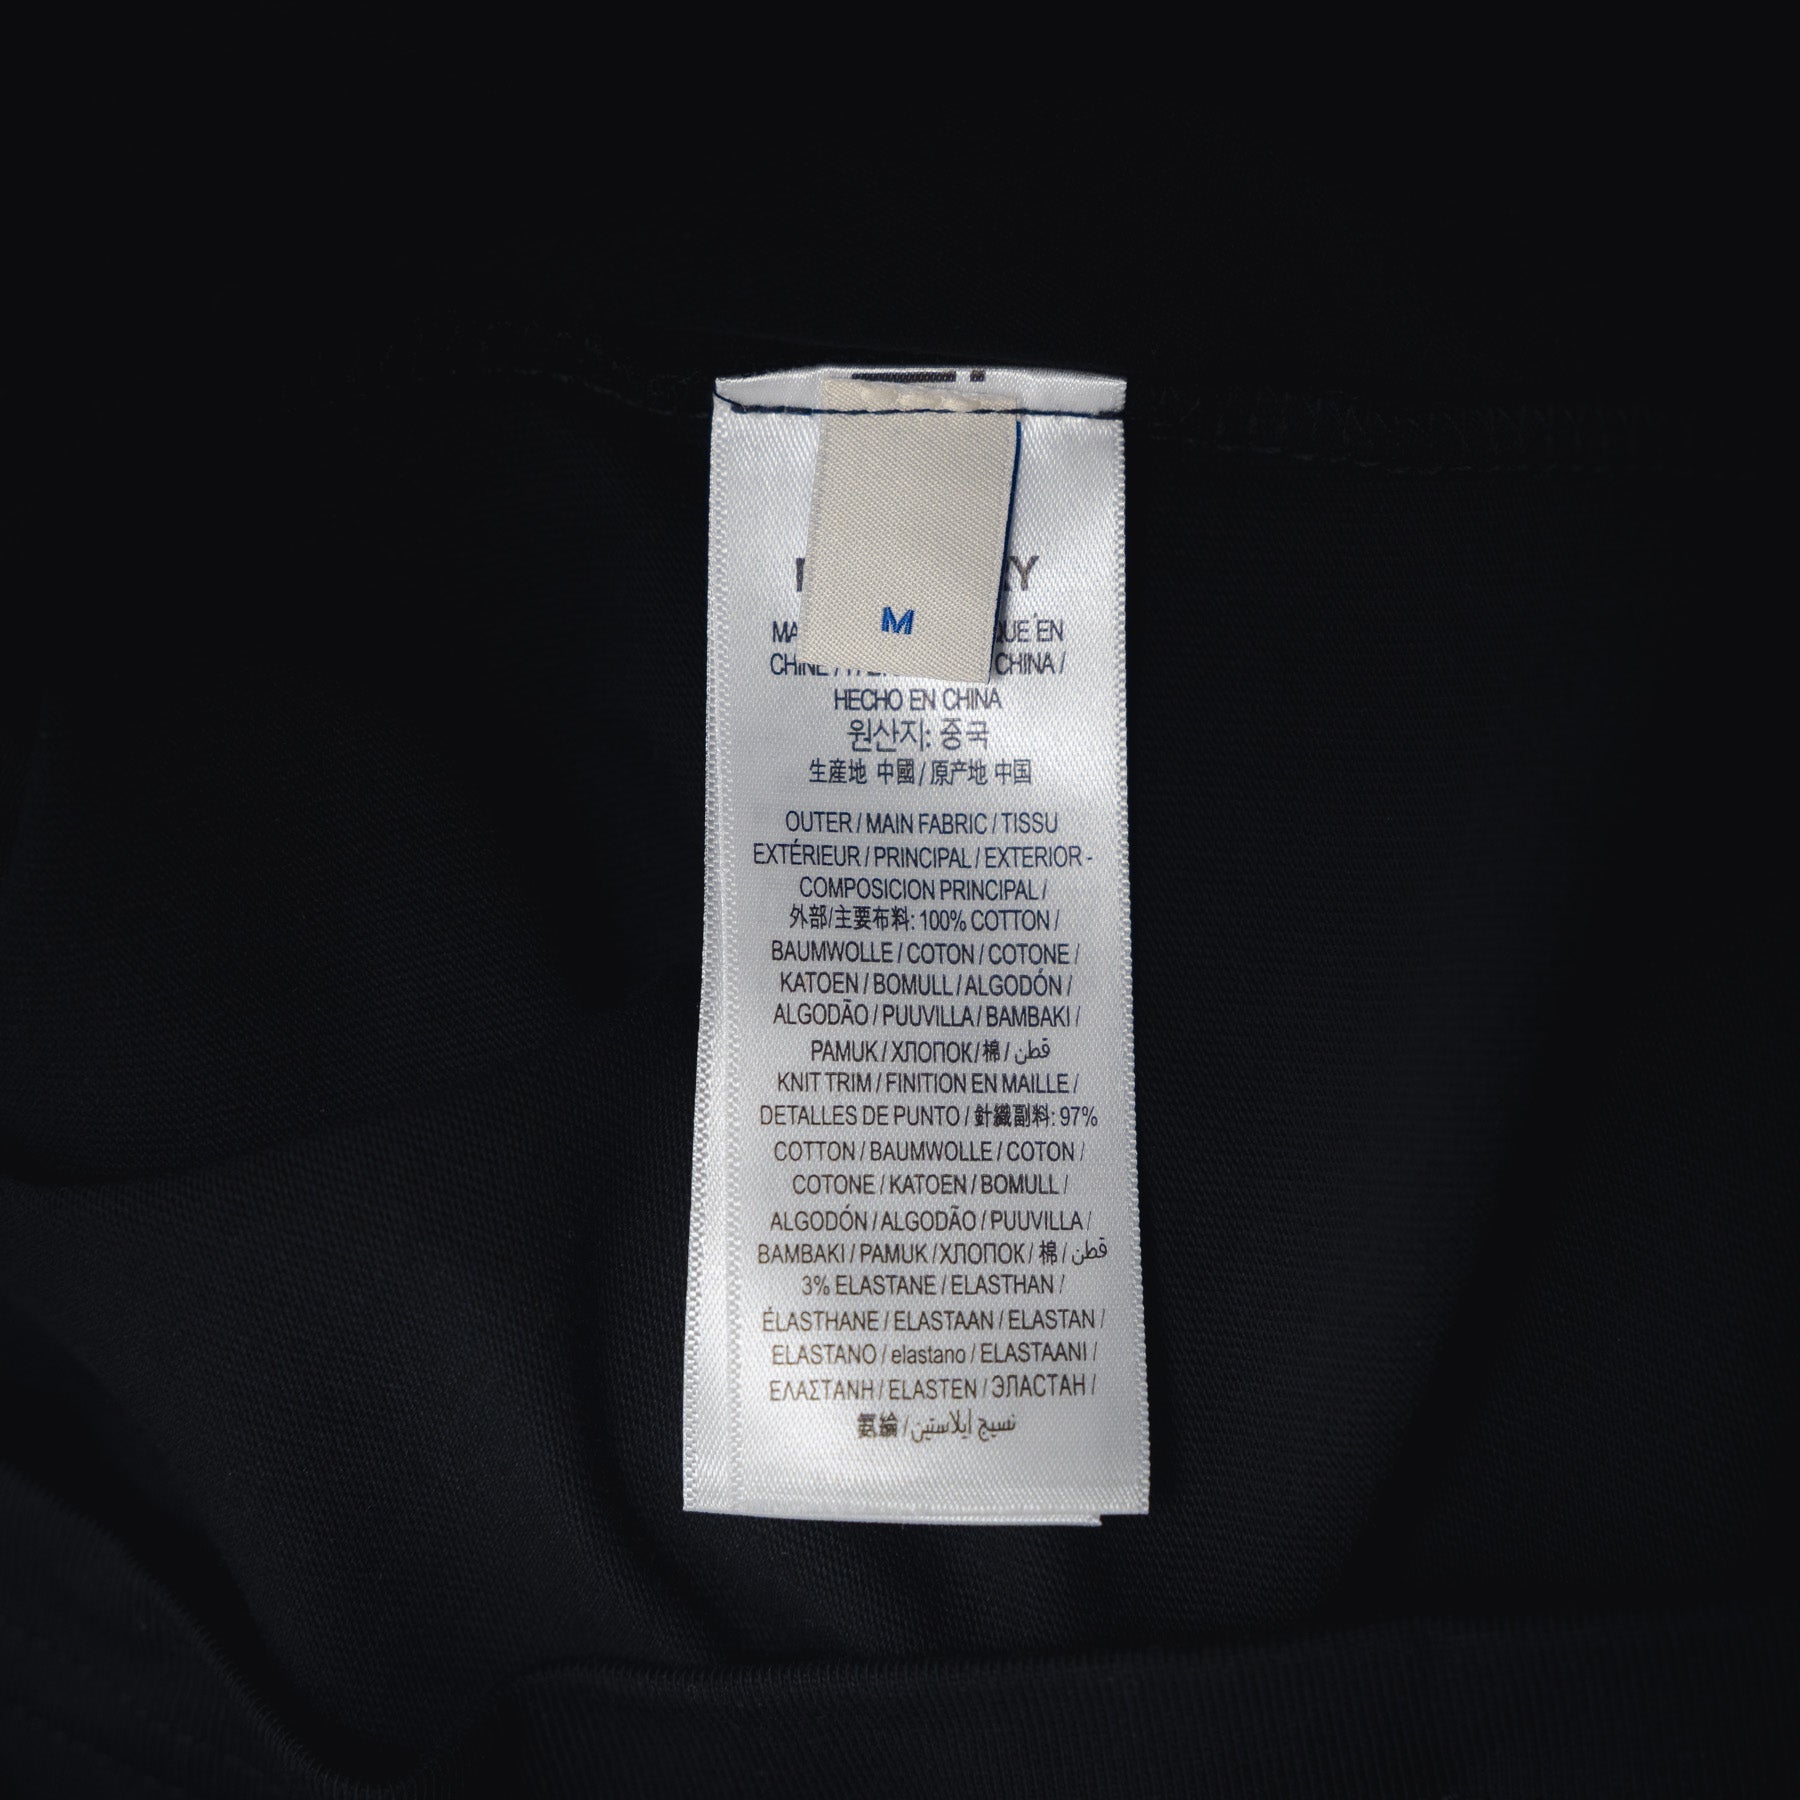 M
HECHO EN CHINA
원산지: 중국
生産地 中國 / 原产地 中国
OUTER / MAIN FABRIC / TISSU
EXTÉRIEUR / PRINCIPAL / EXTERIOR -
COMPOSICION PRINCIPAL /
外部/主要布料: 100% COTTON /
BAUMWOLLE / COTON / COTONE /
KATOEN / BOMULL / ALGODÓN /
ALGODÃO / PUUVILLA / BAMBAKI /
PAMUK / ХЛОПОК / 棉 / قطن
KNIT TRIM / FINITION EN MAILLE /
DETALLES DE PUNTO / 針織副料: 97%
COTTON / BAUMWOLLE / COTON /
COTONE / KATOEN / BOMULL /
ALGODÓN / ALGODÃO / PUUVILLA /
BAMBAKI / PAMUK / ХЛОПОК / 棉 / قطن
3% ELASTANE / ELASTHAN /
ÉLASTHANE / ELASTAAN / ELASTAN /
ELASTANO / elastano / ELASTAANI /
ΕΛΑΣΤΑΝΗ / ELASTEN / ЭЛАСТАН /
氨綸 / نسيج أيلاستين